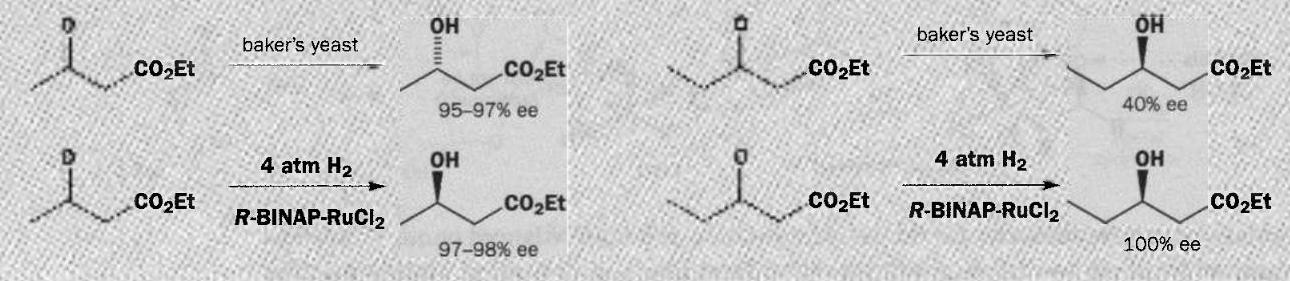 O
baker's yeast
OH
CO₂Et
CO₂Et
95–97% ee
O
baker's yeast
OH
CO₂Et
CO₂Et
40% ee
O
4 atm H₂
OH
CO₂Et
CO₂Et
R-BINAP-RuCl₂
97–98% ee
O
4 atm H₂
OH
CO₂Et
CO₂Et
R-BINAP-RuCl₂
100% ee